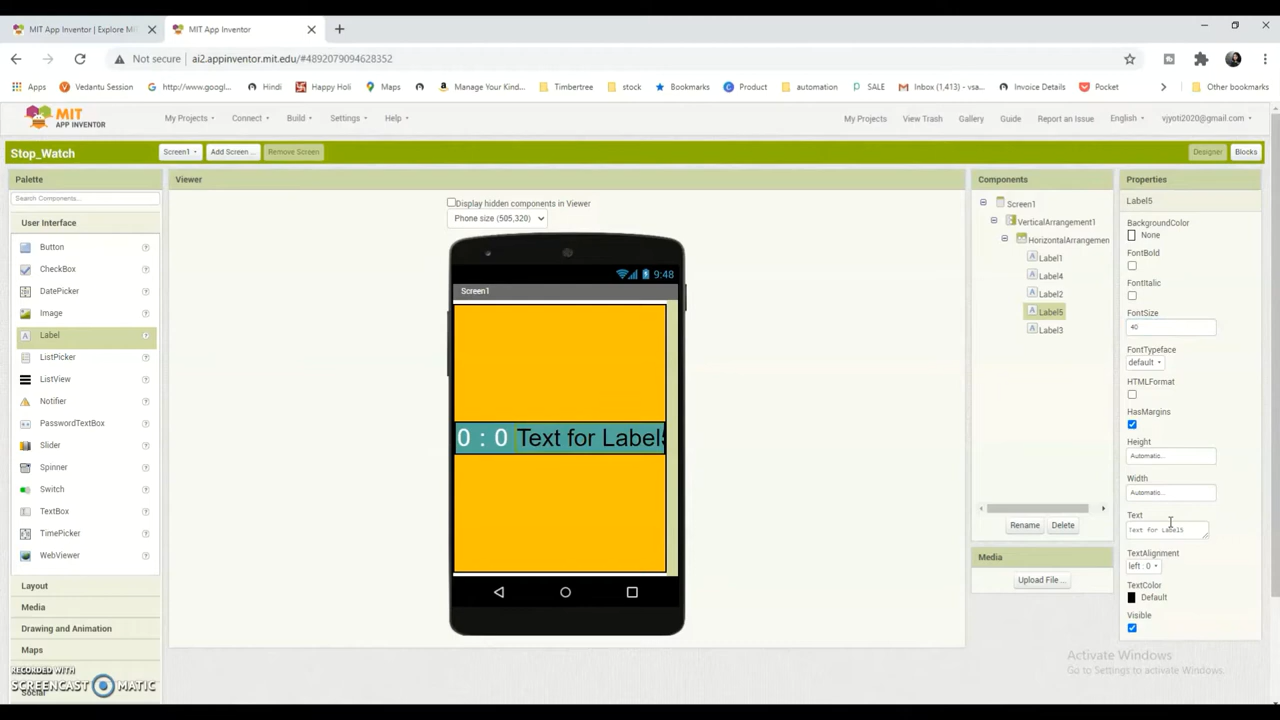 MIT App Inventor | Explore MI
MIT App Inventor
Not secure
ai2.appinventor.mit.edu/#4892079094628352
Apps
Vedantu Session
http://www.googl...
Hindi
Happy Holi
Maps
Manage Your Kind...
Timbertree
stock
Bookmarks
Product
automation
SALE
Inbox (1,413) - vsa...
Invoice Details
Pocket
Other bookmarks
MIT
APP INVENTOR
My Projects
Connect
Build
Settings
Help
My Projects
View Trash
Gallery
Guide
Report an Issue
English
vjyoti2020@gmail.com
Stop_Watch
Screen1
Add Screen ...
Remove Screen
Designer
Blocks
Palette
Search Components...
User Interface
Button
CheckBox
DatePicker
Image
Label
ListPicker
ListView
Notifier
PasswordTextBox
Slider
Spinner
Switch
TextBox
TimePicker
WebViewer
Layout
Media
Drawing and Animation
Maps
Social
RECORDED WITH
SCREENCAST MATIC
Viewer
Display hidden components in Viewer
Phone size (505,320)
9:48
Screen1
0 : 0 Text for Label5
Components
Screen1
VerticalArrangement1
HorizontalArrangemen
Label1
Label4
Label2
Label5
Label3
Rename
Delete
Media
Upload File ...
Properties
Label5
BackgroundColor
None
FontBold
FontItalic
FontSize
40
FontTypeface
default
HTMLFormat
HasMargins
Height
Automatic...
Width
Automatic...
Text
Text for Label5
TextAlignment
left : 0
TextColor
Default
Visible
Activate Windows
Go to Settings to activate Windows.